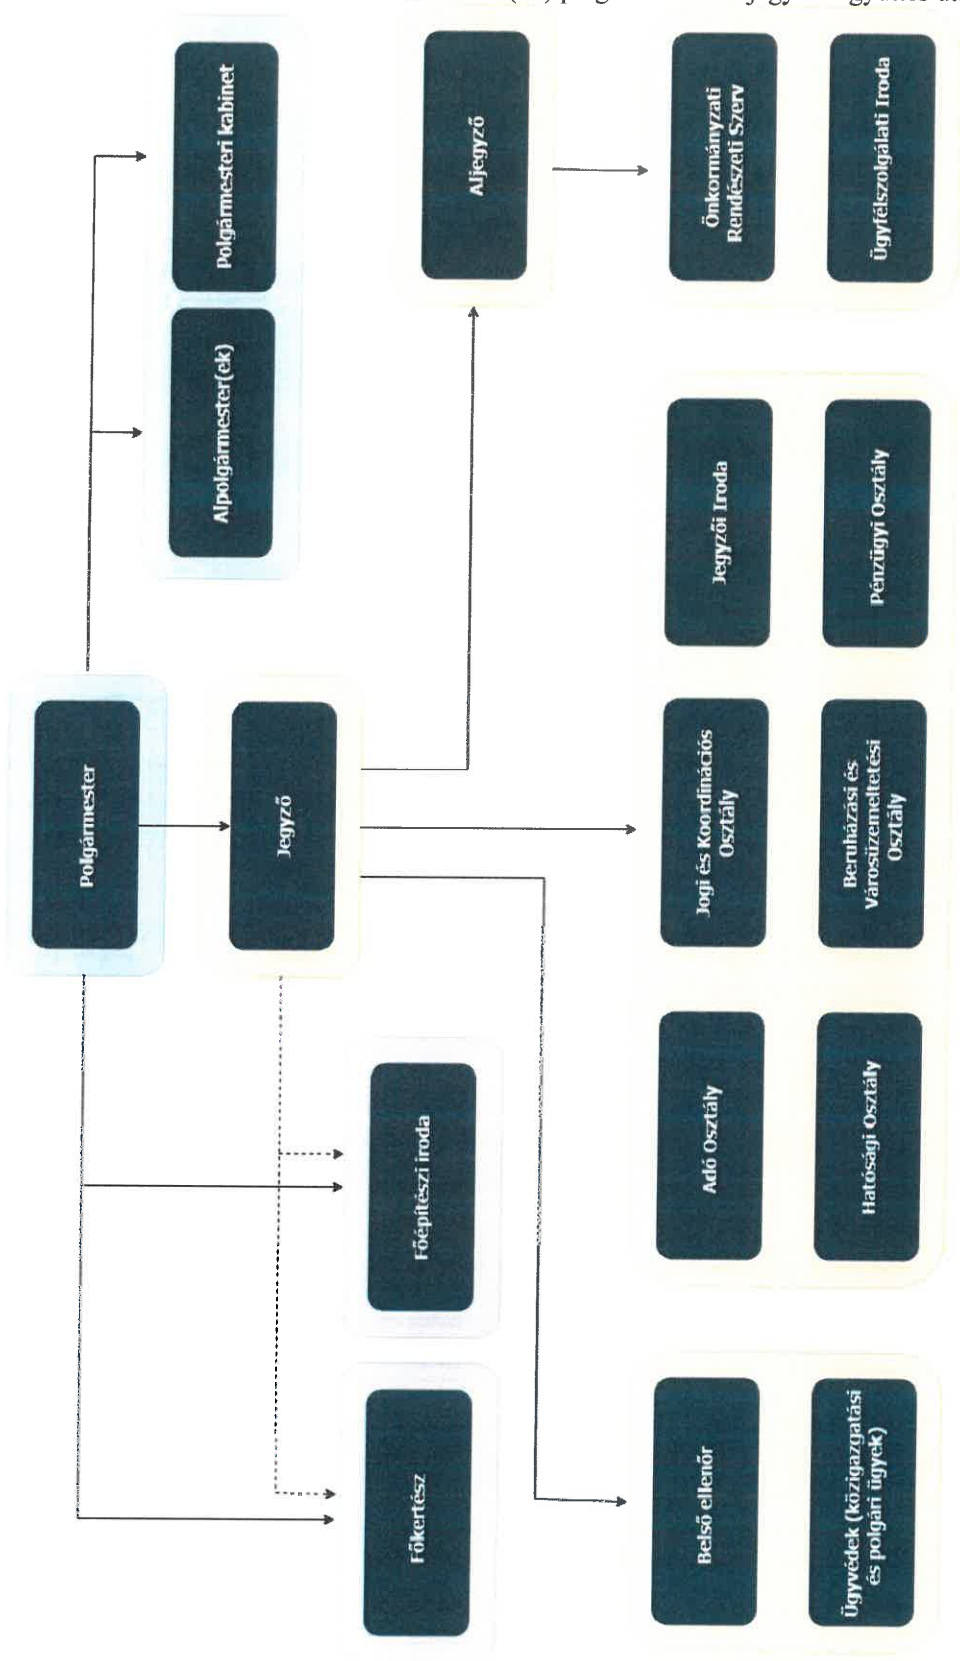 Polgármester
Alpolgármester(ek)
Polgármesteri kabinet
Jegyző
Főkertész
Főépítészi iroda
Aljegyző
Belső ellenőr
Adó Osztály
Jogi és Koordinációs
Osztály
Jegyzői Iroda
Önkormányzati
Rendészeti Szerv
Ügyvédek (közigazgatási
és polgári ügyek)
Hatósági Osztály
Beruházási és
Városüzemeltetési
Osztály
Pénzügyi Osztály
Ügyfélszolgálati Iroda